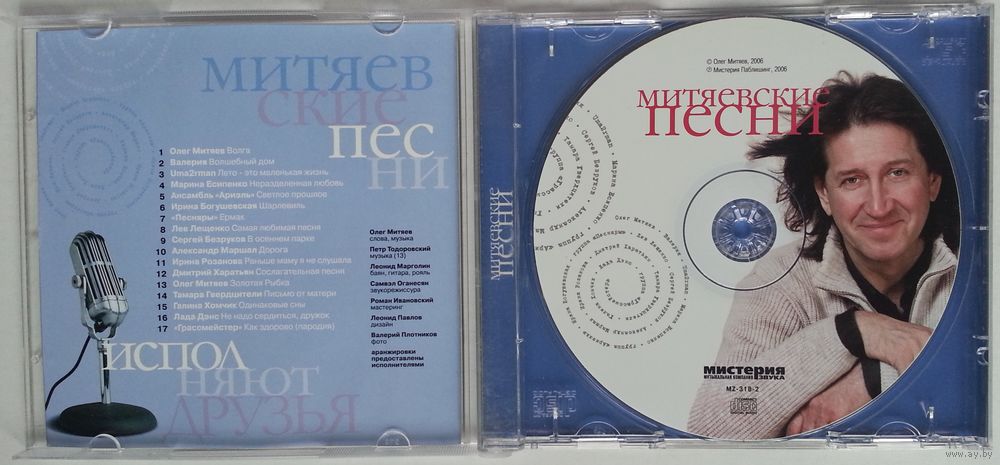 МИТЯЕВ
СКИЕ
ПЕС
НИ
1 Олег Митяев Волга
2 Валерия Волшебный дом
3 Uma2rman Лето - это маленькая жизнь
4 Марина Есипенко Неразделенная любовь
5 Ансамбль «Ариэль» Светлое прошлое
6 Ирина Богушевская Шарлевиль
7 «Песняры» Ермак
8 Лев Лещенко Самая любимая песня
9 Сергей Безруков В осеннем парке
10 Александр Маршал Дорога
11 Ирина Розанова Раньше маму я не слушала
12 Дмитрий Харатьян Сослагательная песня
13 Олег Митяев Золотая Рыбка
14 Тамара Гвердцители Письмо от матери
15 Галина Хомчик Одинаковые сны
16 Лада Дэнс Не надо сердиться, дружок
17 «Грассмейстер» Как здорово (пародия)
Олег Митяев
слова, музыка
Петр Тодоровский
музыка (13)
Леонид Марголин
баян, гитара, рояль
Самвэл Оганесян
звукорежиссура
Роман Ивановский
мастеринг
Леонид Павлов
дизайн
Валерий Плотников
фото
аранжировки
предоставлены
исполнителями
ИСПОЛ
НЯЮТ
ДРУЗЬЯ
МИТЯЕВСКИЕ
ПЕСНИ
© Олег Митяев, 2006
℗ Мистерия Паблишинг, 2006
МИТЯЕВСКИЕ
ПЕСНИ
мистерия
МУЗЫКАЛЬНАЯ КОМПАНИЯ ЗВУКА
MZ-318-2
www.ay.by